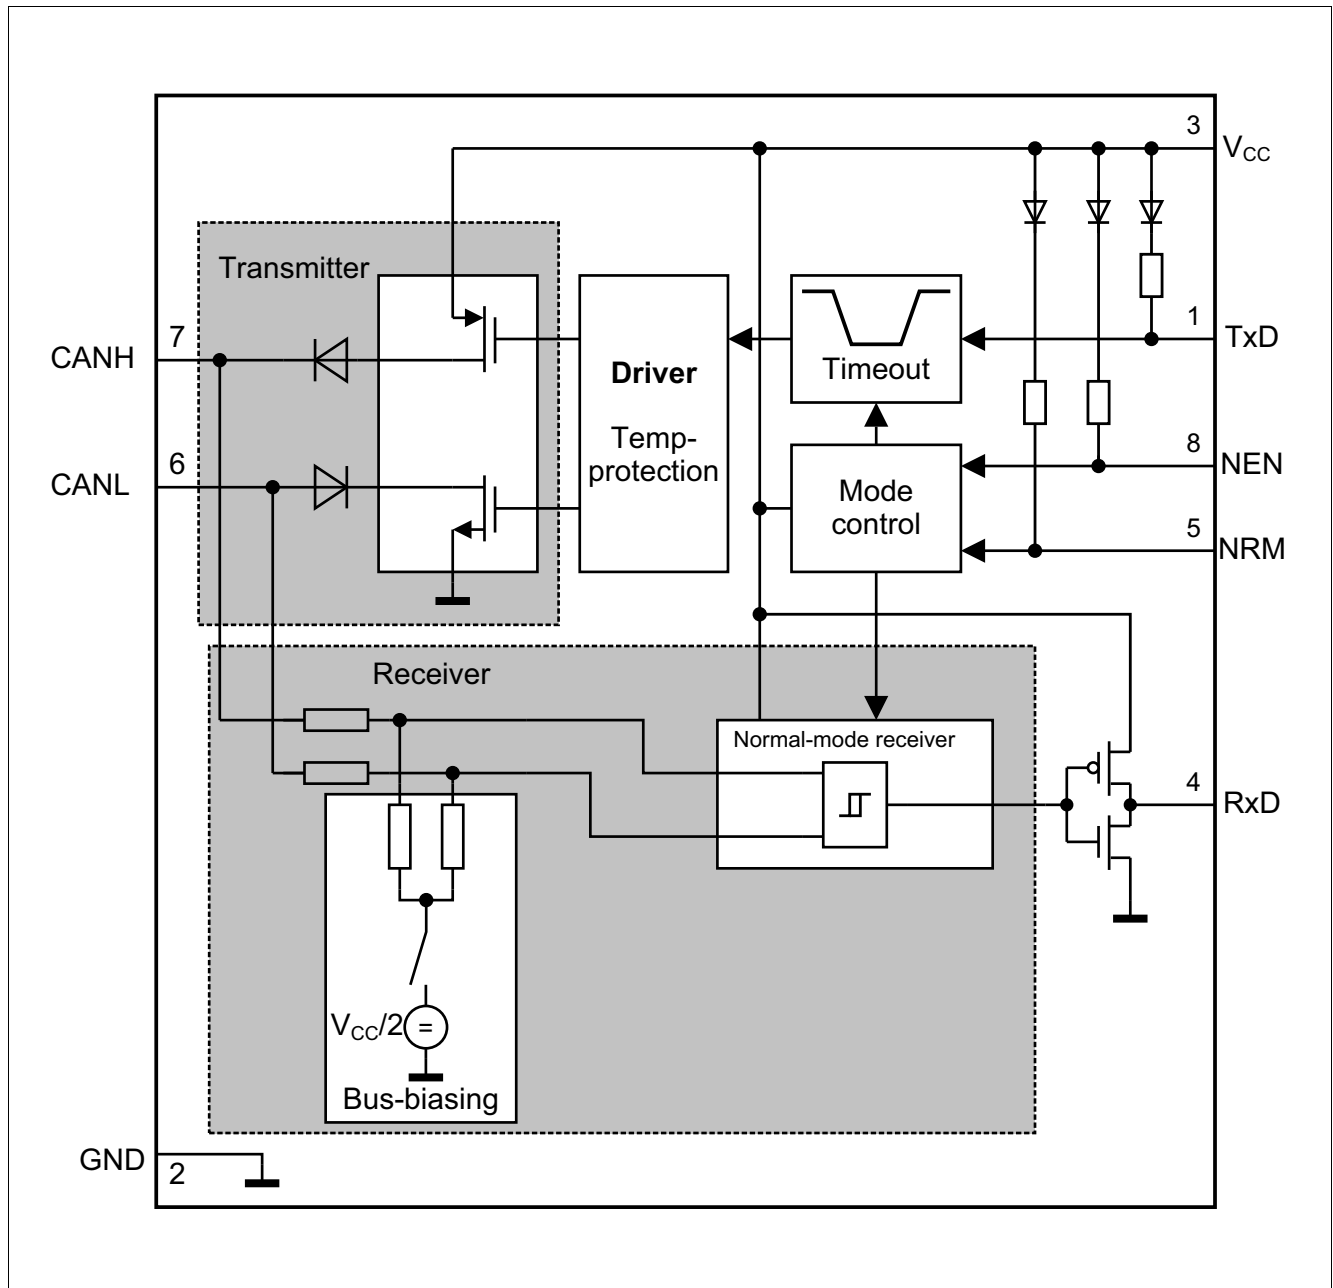 3
VCC
Transmitter
7
CANH
Driver
Temp-
protection
Timeout
1
TxD
6
CANL
Mode
control
8
NEN
5
NRM
Receiver
Normal-mode receiver
4
RxD
VCC/2
=
Bus-biasing
GND
2